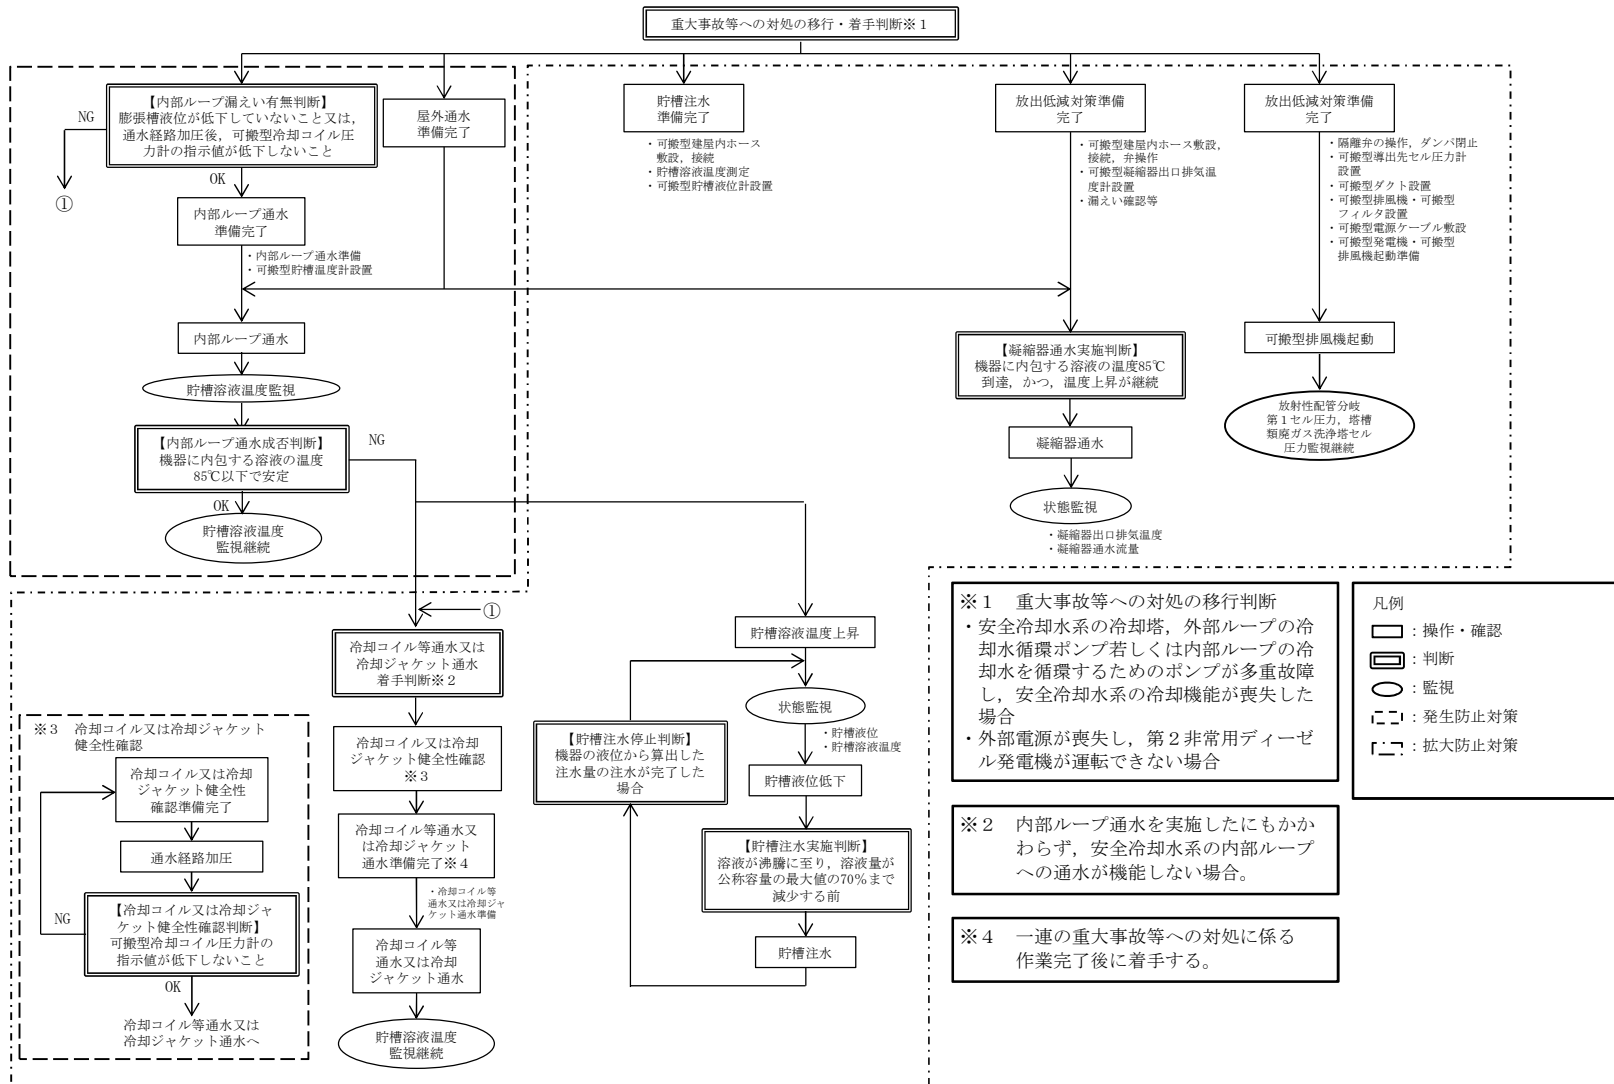 重大事故等への対処の移行・着手判断※1
【内部ループ漏えい有無判断】
膨張槽液位が低下していないこと又は，
通水経路加圧後，可搬型冷却コイル圧
力計の指示値が低下しないこと
NG
①
OK
屋外通水
準備完了
内部ループ通水
準備完了
・内部ループ通水準備
・可搬型貯槽温度計設置
内部ループ通水
貯槽溶液温度監視
【内部ループ通水成否判断】
機器に内包する溶液の温度
85℃以下で安定
NG
OK
貯槽溶液温度
監視継続
貯槽注水
準備完了
・可搬型建屋内ホース
敷設，接続
・貯槽溶液温度測定
・可搬型貯槽液位計設置
放出低減対策準備
完了
・可搬型建屋内ホース敷設，
接続，弁操作
・可搬型凝縮器出口排気温
度計設置
・漏えい確認等
【凝縮器通水実施判断】
機器に内包する溶液の温度85℃
到達，かつ，温度上昇が継続
凝縮器通水
状態監視
・凝縮器出口排気温度
・凝縮器通水流量
放出低減対策準備
完了
・隔離弁の操作，ダンパ閉止
・可搬型導出先セル圧力計
設置
・可搬型ダクト設置
・可搬型排風機・可搬型
フィルタ設置
・可搬型電源ケーブル敷設
・可搬型発電機・可搬型
排風機起動準備
可搬型排風機起動
放射性配管分岐
第１セル圧力，塔槽
類廃ガス洗浄塔セル
圧力監視継続
①
冷却コイル等通水又は
冷却ジャケット通水
着手判断※２
冷却コイル又は冷却
ジャケット健全性確認
※３
冷却コイル等通水又
は冷却ジャケット
通水準備完了※４
・冷却コイル等
通水又は冷却ジャ
ケット通水準備
冷却コイル等
通水又は冷却
ジャケット通水
貯槽溶液温度
監視継続
※３　冷却コイル又は冷却ジャケット
健全性確認
冷却コイル又は冷却
ジャケット健全性
確認準備完了
通水経路加圧
【冷却コイル又は冷却ジャ
ケット健全性確認判断】
可搬型冷却コイル圧力計の
指示値が低下しないこと
NG
OK
冷却コイル等通水又は
冷却ジャケット通水へ
貯槽溶液温度上昇
状態監視
・貯槽液位
・貯槽溶液温度
貯槽液位低下
【貯槽注水実施判断】
溶液が沸騰に至り，溶液量が
公称容量の最大値の70％まで
減少する前
貯槽注水
【貯槽注水停止判断】
機器の液位から算出した
注水量の注水が完了した
場合
※１　重大事故等への対処の移行判断
・安全冷却水系の冷却塔，外部ループの冷
却水循環ポンプ若しくは内部ループの冷
却水を循環するためのポンプが多重故障
し，安全冷却水系の冷却機能が喪失した
場合
・外部電源が喪失し，第２非常用ディーゼ
ル発電機が運転できない場合
※２　内部ループ通水を実施したにもかか
わらず，安全冷却水系の内部ループ
への通水が機能しない場合。
※４　一連の重大事故等への対処に係る
作業完了後に着手する。
凡例
：操作・確認
：判断
：監視
：発生防止対策
：拡大防止対策